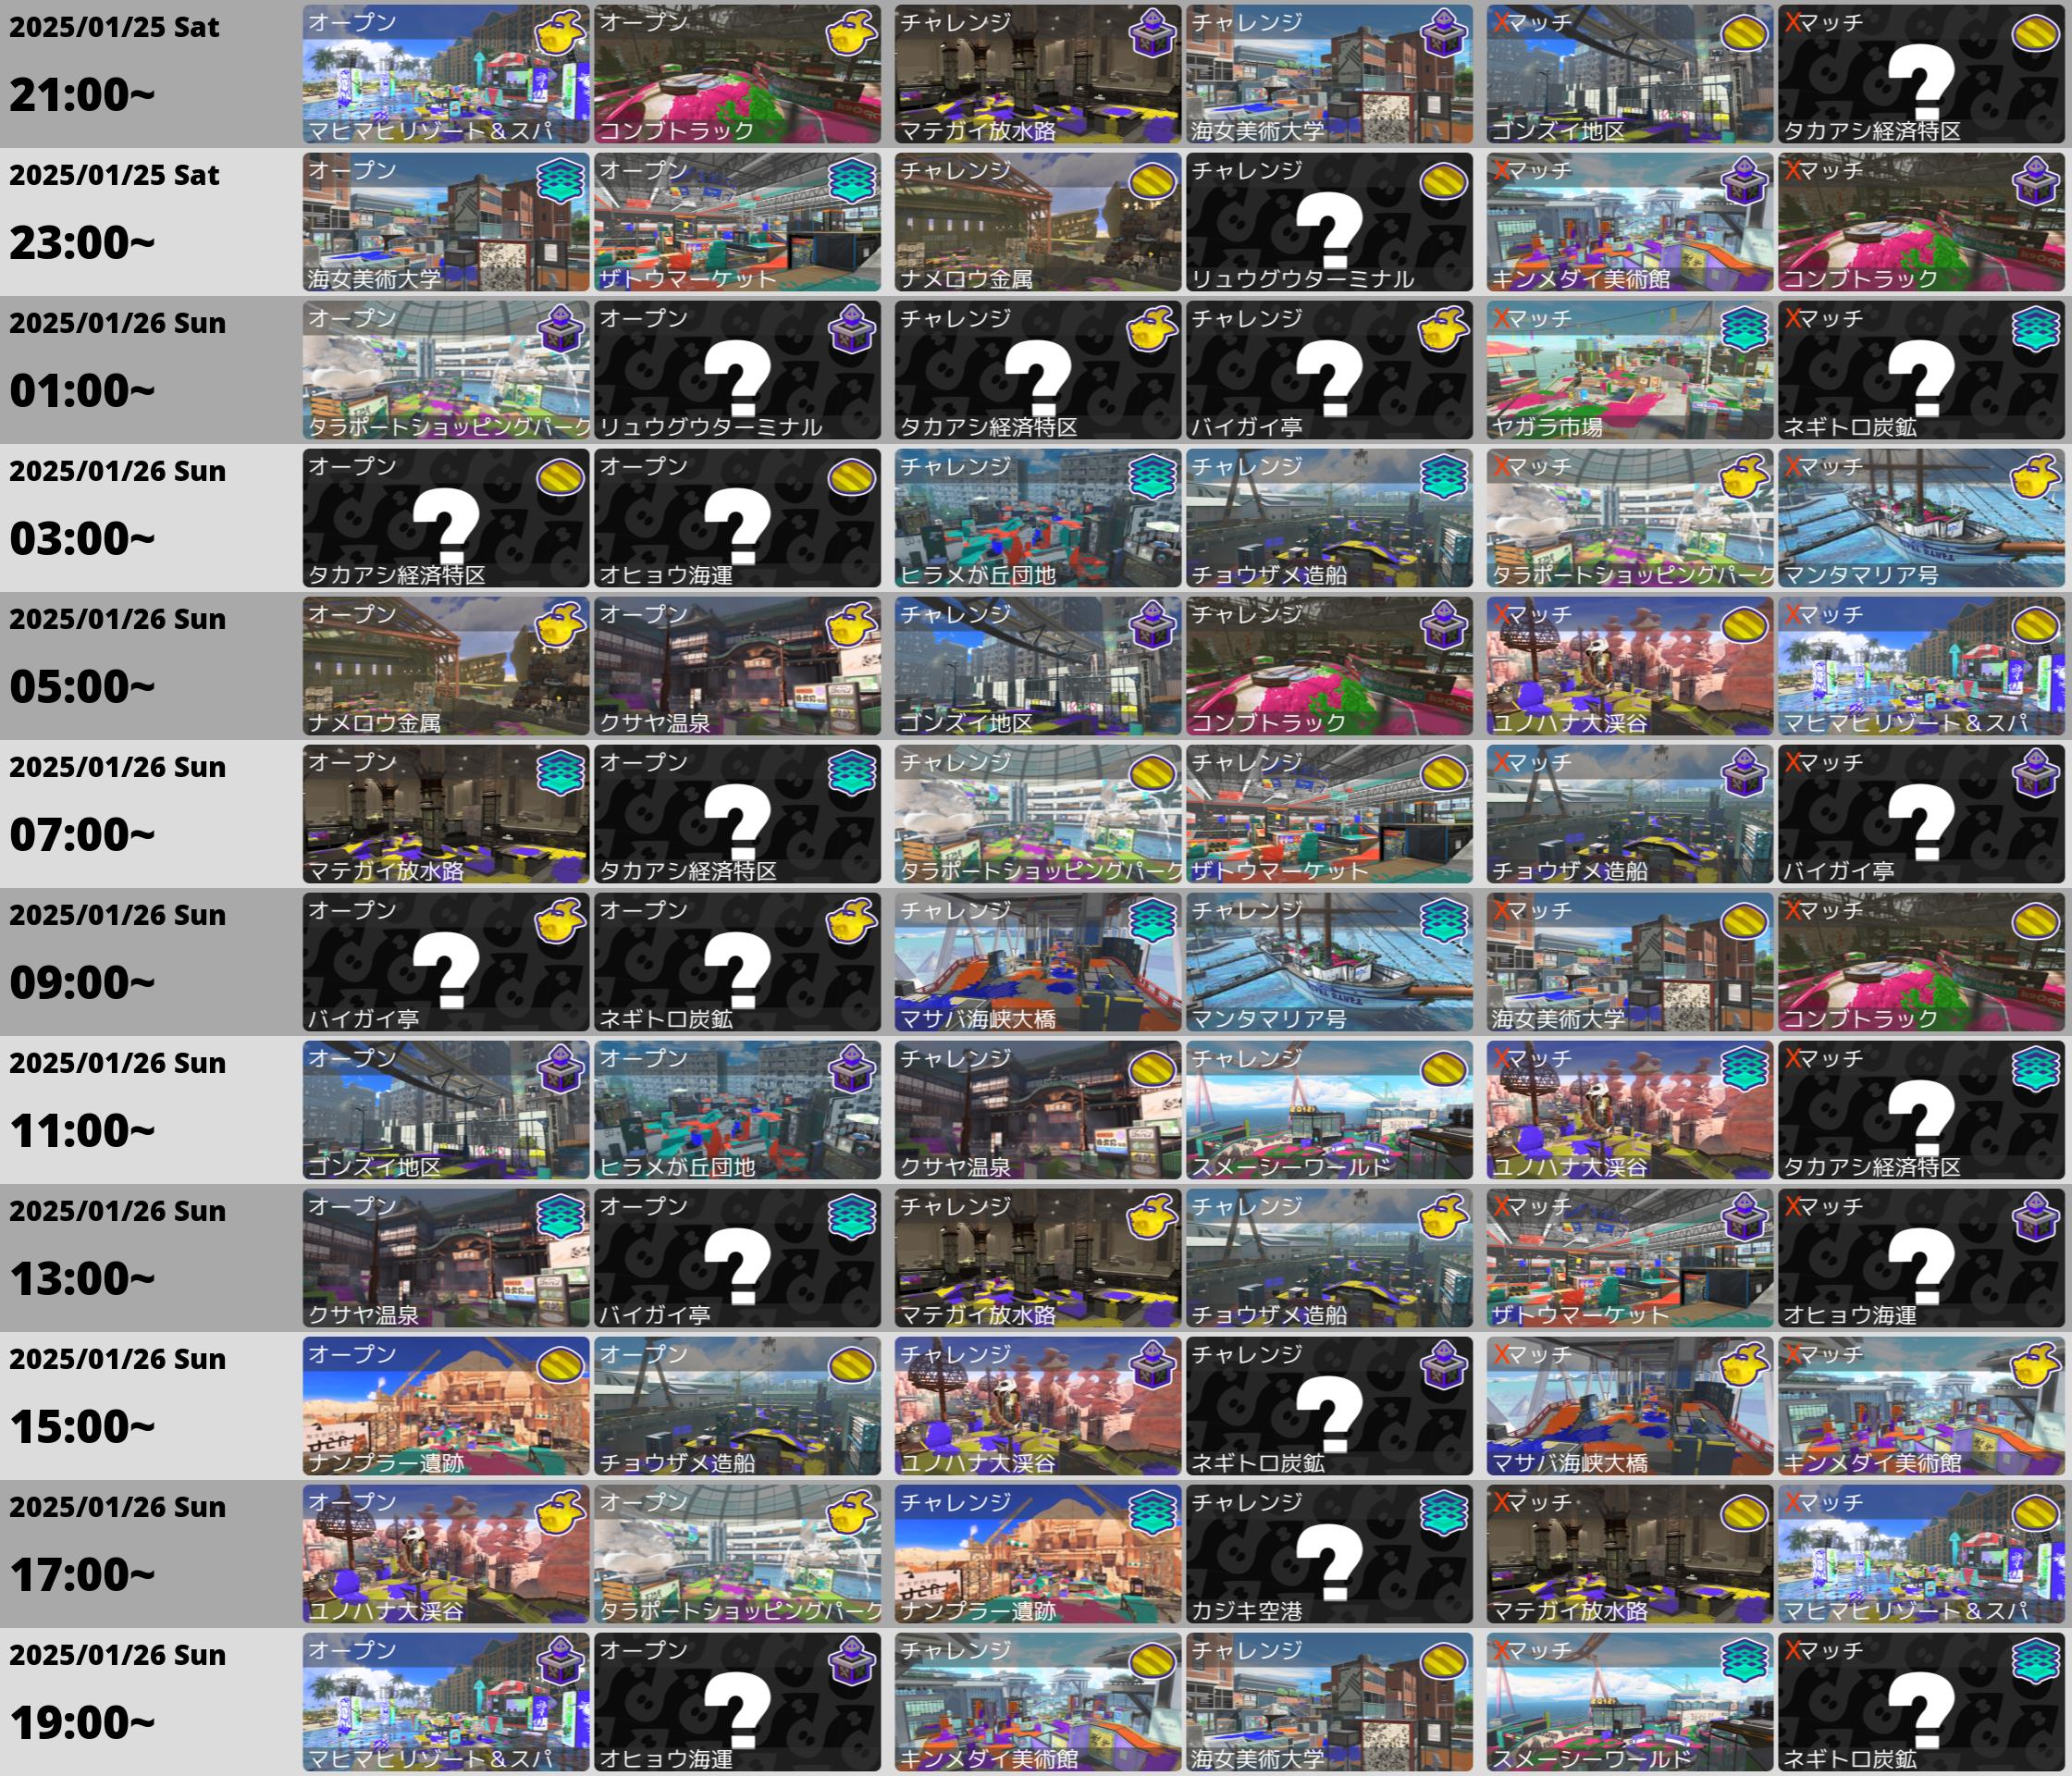 2025/01/25 Sat
21:00~
オープン オープン チャレンジ チャレンジ Xマッチ Xマッチ
マヒマヒリゾート&スパ コンブトラック マテガイ放水路 海女美術大学 ゴンズイ地区 タカアシ経済特区
2025/01/25 Sat
23:00~
オープン オープン チャレンジ チャレンジ Xマッチ Xマッチ
海女美術大学 ザトウマーケット ナメロウ金属 リュウグウターミナル キンメダイ美術館 コンブトラック
2025/01/26 Sun
01:00~
オープン オープン チャレンジ チャレンジ Xマッチ Xマッチ
タラポートショッピングパーク リュウグウターミナル タカアシ経済特区 バイガイ亭 ヤガラ市場 ネギトロ炭鉱
2025/01/26 Sun
03:00~
オープン オープン チャレンジ チャレンジ Xマッチ Xマッチ
タカアシ経済特区 オヒョウ海運 ヒラメが丘団地 チョウザメ造船 タラポートショッピングパーク マンタマリア号
2025/01/26 Sun
05:00~
オープン オープン チャレンジ チャレンジ Xマッチ Xマッチ
ナメロウ金属 クサヤ温泉 ゴンズイ地区 コンブトラック ユノハナ大渓谷 マヒマヒリゾート&スパ
2025/01/26 Sun
07:00~
オープン オープン チャレンジ チャレンジ Xマッチ Xマッチ
マテガイ放水路 タカアシ経済特区 タラポートショッピングパーク ザトウマーケット チョウザメ造船 バイガイ亭
2025/01/26 Sun
09:00~
オープン オープン チャレンジ チャレンジ Xマッチ Xマッチ
バイガイ亭 ネギトロ炭鉱 マサバ海峡大橋 マンタマリア号 海女美術大学 コンブトラック
2025/01/26 Sun
11:00~
オープン オープン チャレンジ チャレンジ Xマッチ Xマッチ
ゴンズイ地区 ヒラメが丘団地 クサヤ温泉 スメーシーワールド ユノハナ大渓谷 タカアシ経済特区
2025/01/26 Sun
13:00~
オープン オープン チャレンジ チャレンジ Xマッチ Xマッチ
クサヤ温泉 バイガイ亭 マテガイ放水路 チョウザメ造船 ザトウマーケット オヒョウ海運
2025/01/26 Sun
15:00~
オープン オープン チャレンジ チャレンジ Xマッチ Xマッチ
ナンプラー遺跡 チョウザメ造船 ユノハナ大渓谷 ネギトロ炭鉱 マサバ海峡大橋 キンメダイ美術館
2025/01/26 Sun
17:00~
オープン オープン チャレンジ チャレンジ Xマッチ Xマッチ
ユノハナ大渓谷 タラポートショッピングパーク ナンプラー遺跡 カジキ空港 マテガイ放水路 マヒマヒリゾート&スパ
2025/01/26 Sun
19:00~
オープン オープン チャレンジ チャレンジ Xマッチ Xマッチ
マヒマヒリゾート&スパ オヒョウ海運 キンメダイ美術館 海女美術大学 スメーシーワールド ネギトロ炭鉱